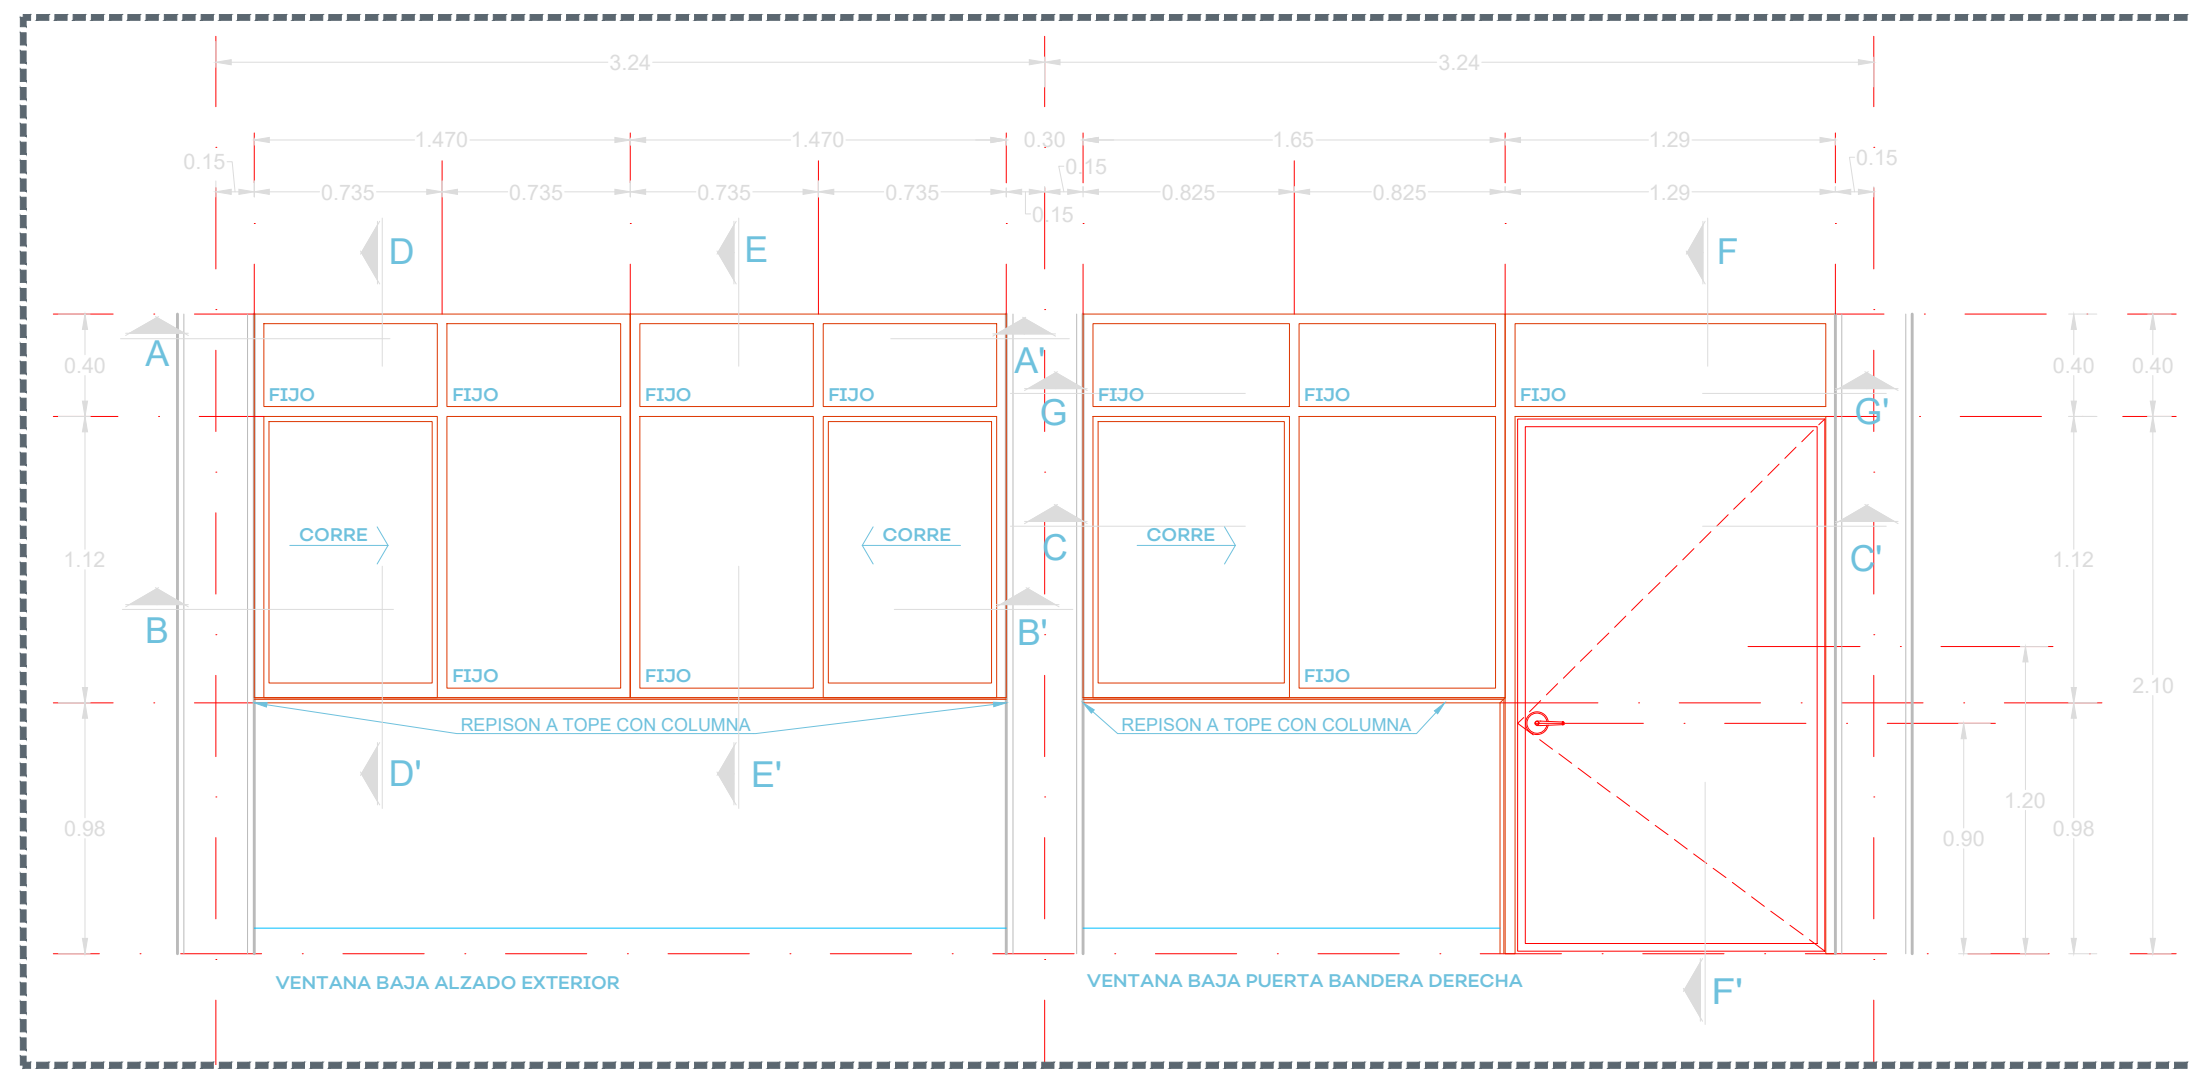 3.24 3.24
1.470 1.470 0.30 1.65 1.29
0.15 0.15 0.15
0.735 0.735 0.735 0.735 0.825 0.825 1.29
0.15
D E F
A A'
0.40 0.40 0.40
FIJO FIJO FIJO FIJO FIJO FIJO FIJO
G G'
CORRE CORRE CORRE
C C'
1.12 1.12
B B'
FIJO FIJO FIJO
2.10
REPISON A TOPE CON COLUMNA REPISON A TOPE CON COLUMNA
D' E'
1.20
0.98 0.90 0.98
VENTANA BAJA ALZADO EXTERIOR VENTANA BAJA PUERTA BANDERA DERECHA
F'